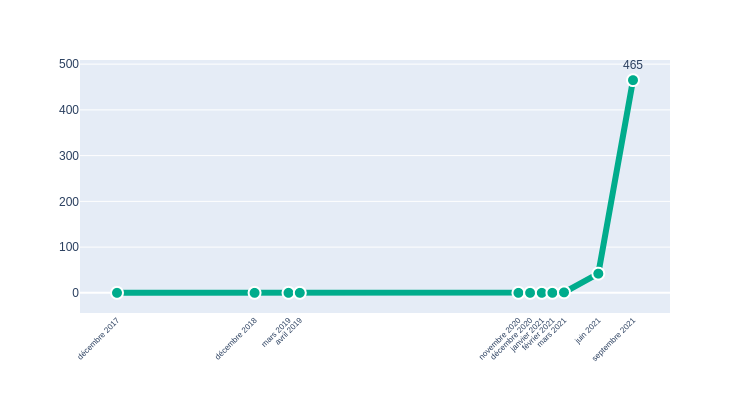 465
500
400
300
200
100
0
décembre 2017
décembre 2018
mars 2019
avril 2019
novembre 2020
décembre 2020
janvier 2021
février 2021
mars 2021
juin 2021
septembre 2021